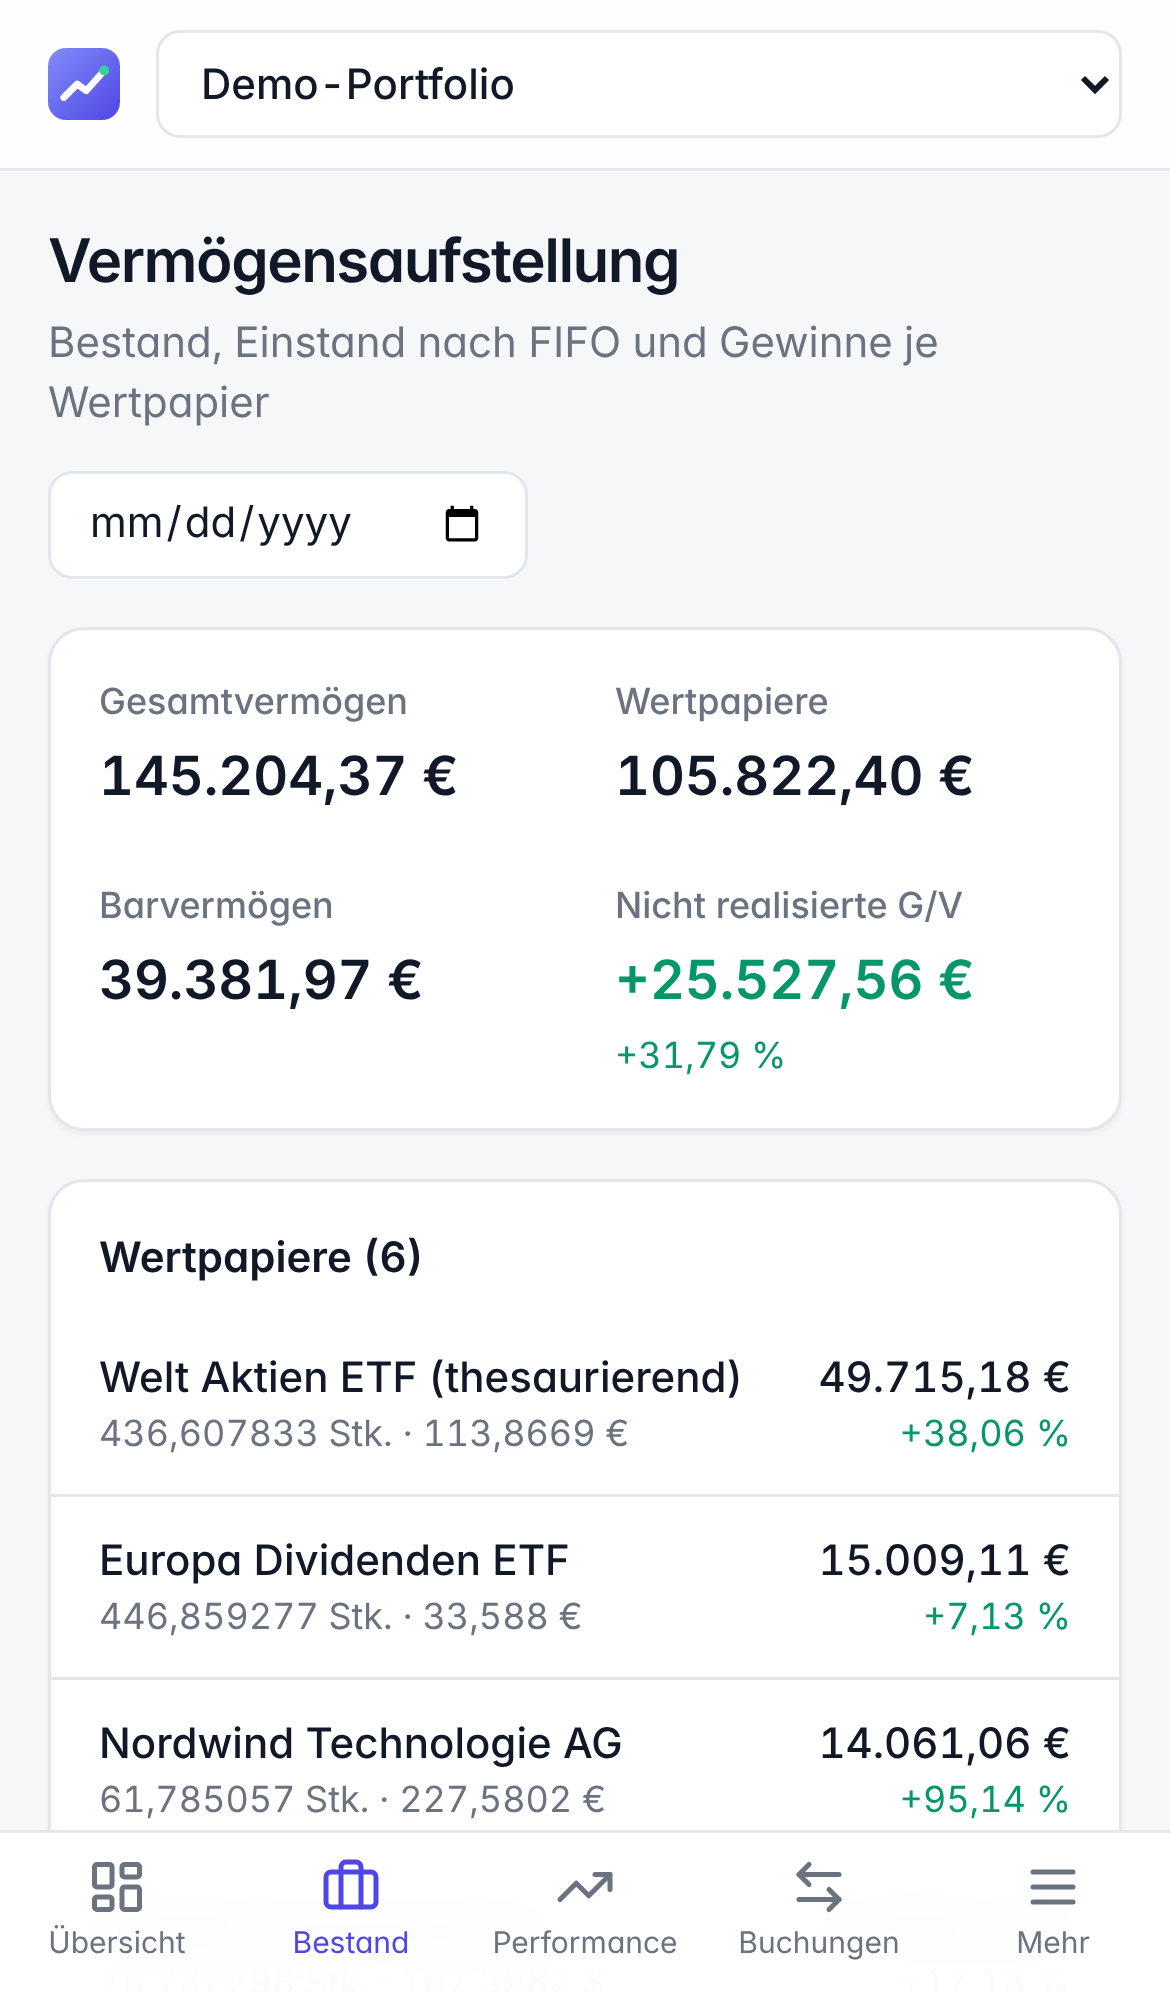 Demo-Portfolio
Vermögensaufstellung
Bestand, Einstand nach FIFO und Gewinne je
Wertpapier
mm/dd/yyyy
Gesamtvermögen
145.204,37 €
Wertpapiere
105.822,40 €
Barvermögen
39.381,97 €
Nicht realisierte G/V
+25.527,56 €
+31,79 %
Wertpapiere (6)
Welt Aktien ETF (thesaurierend) 49.715,18 €
436,607833 Stk. · 113,8669 € +38,06 %
Europa Dividenden ETF 15.009,11 €
446,859277 Stk. · 33,588 € +7,13 %
Nordwind Technologie AG 14.061,06 €
61,785057 Stk. · 227,5802 € +95,14 %
Übersicht Bestand Performance Buchungen Mehr